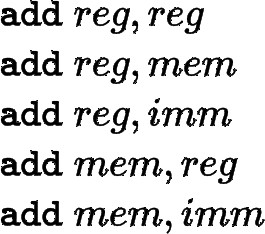 add reg, reg
add reg, mem
add reg, imm
add mem, reg
add mem, imm